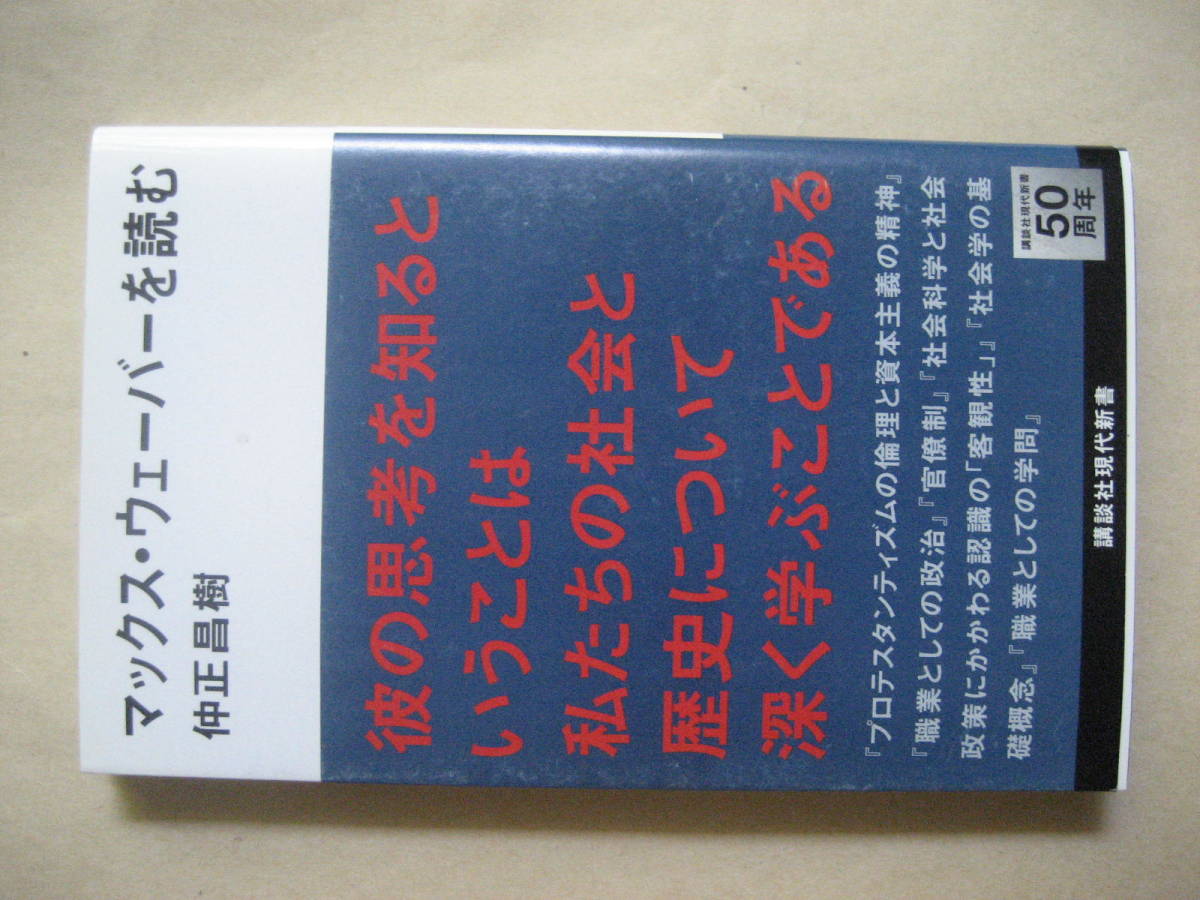 マックス・ウェーバーを読む
仲正昌樹
彼の思考を知ると
いうことは
私たちの社会と
歴史について
深く学ぶことである
『プロテスタンティズムの倫理と資本主義の精神』
『職業としての政治』『官僚制』『社会科学と社会
政策にかかわる認識の「客観性」』『社会学の基
礎概念』『職業としての学問』
講談社現代新書
50
周年
講談社現代新書